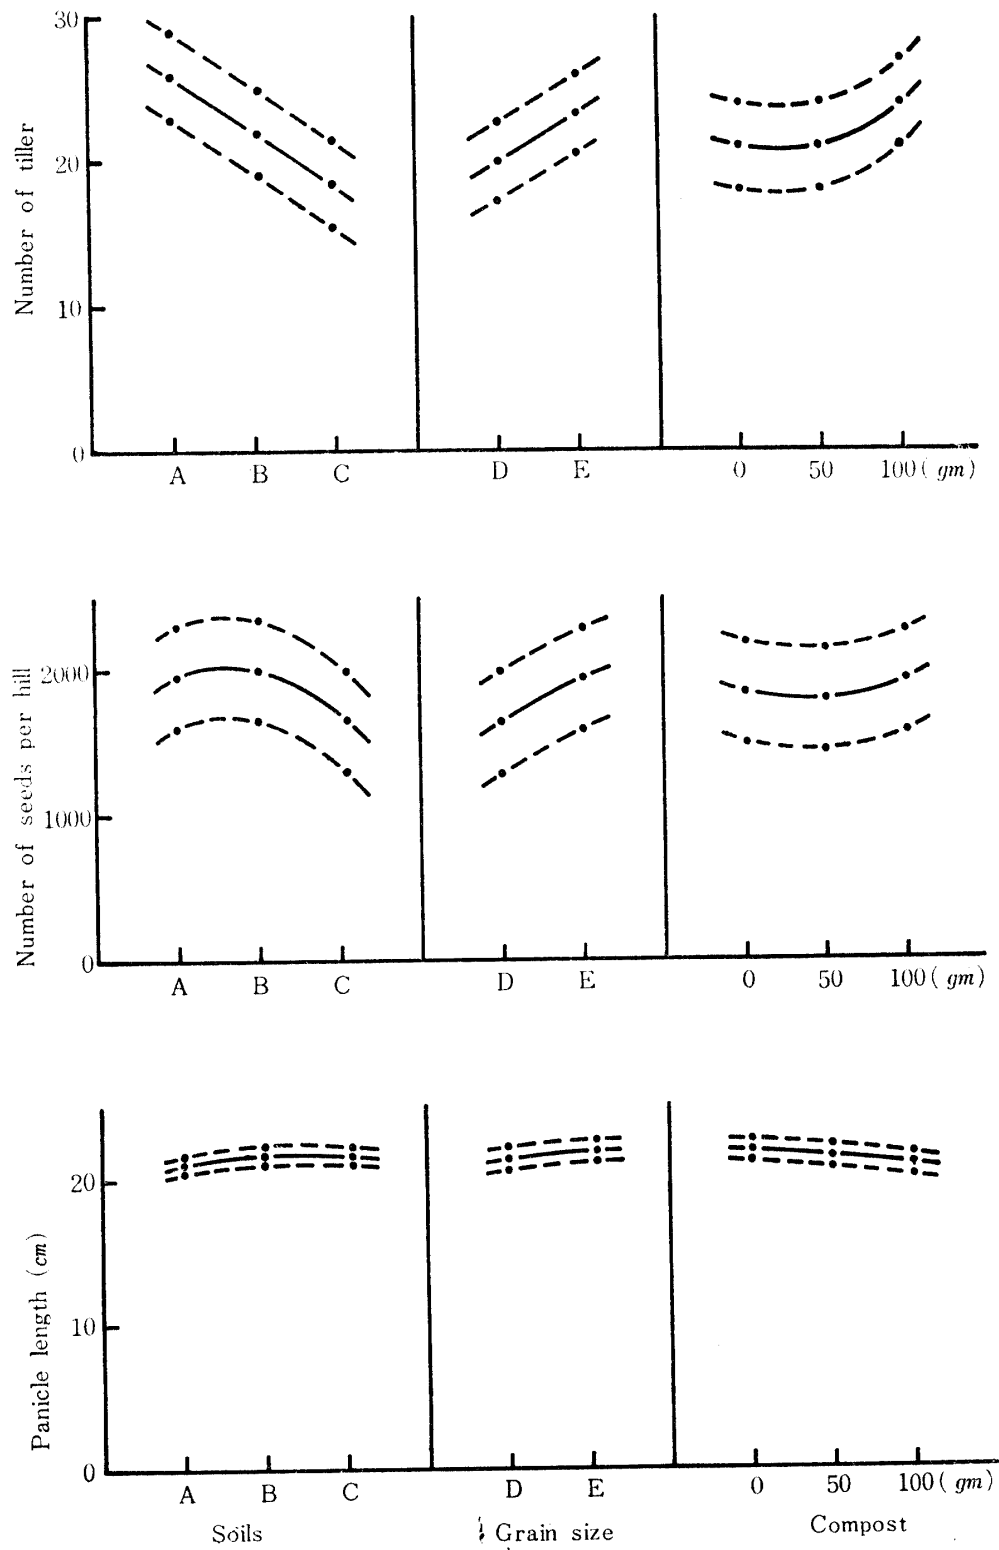 Number of tiller
30
20
10
0
A B C D E 0 50 100 (gm)
Number of seeds per hill
2000
1000
0
A B C D E 0 50 100 (gm)
Panicle length (cm)
20
10
0
A B C D E 0 50 100 (gm)
Soils Grain size Compost